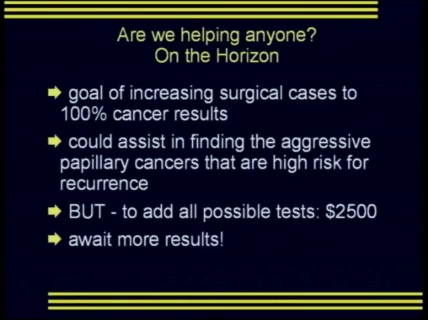 Are we helping anyone?
On the Horizon
goal of increasing surgical cases to
100% cancer results
could assist in finding the aggressive
papillary cancers that are high risk for
recurrence
BUT - to add all possible tests: $2500
await more results!